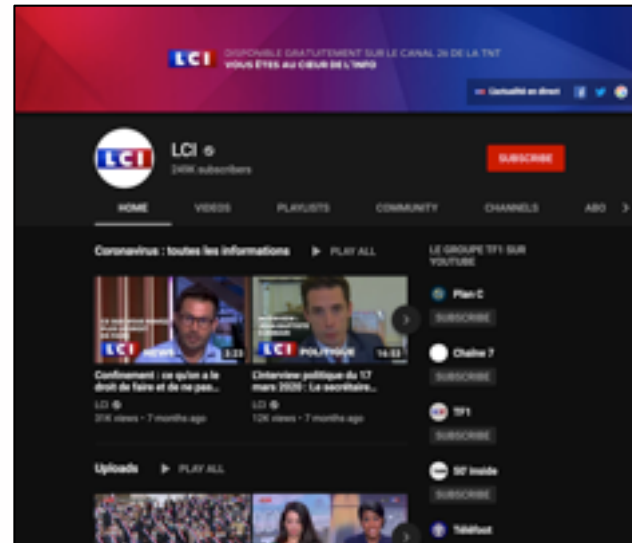 LCI DISPONIBLE GRATUITEMENT SUR LE CANAL 26 DE LA TNT
VOUS ÊTES AU CŒUR DE L'INFO
L'actualité en direct
LCI
LCI
249K subscribers
SUBSCRIBE
HOME VIDEOS PLAYLISTS COMMUNITY CHANNELS ABO
Coronavirus : toutes les informations PLAY ALL
LCI NEWS 3:23
INTERVIEW
LCI POLITIQUE 16:53
Confinement : ce qu'on a le
droit de faire et de ne pas...
LCI
31K views • 7 months ago
L'interview politique du 17
mars 2020 : Le secrétaire...
LCI
12K views • 7 months ago
Uploads PLAY ALL
LE GROUPE TF1 SUR
YOUTUBE
Plan C
SUBSCRIBE
Chaîne 7
SUBSCRIBE
TF1
SUBSCRIBE
50' inside
SUBSCRIBE
Téléfoot